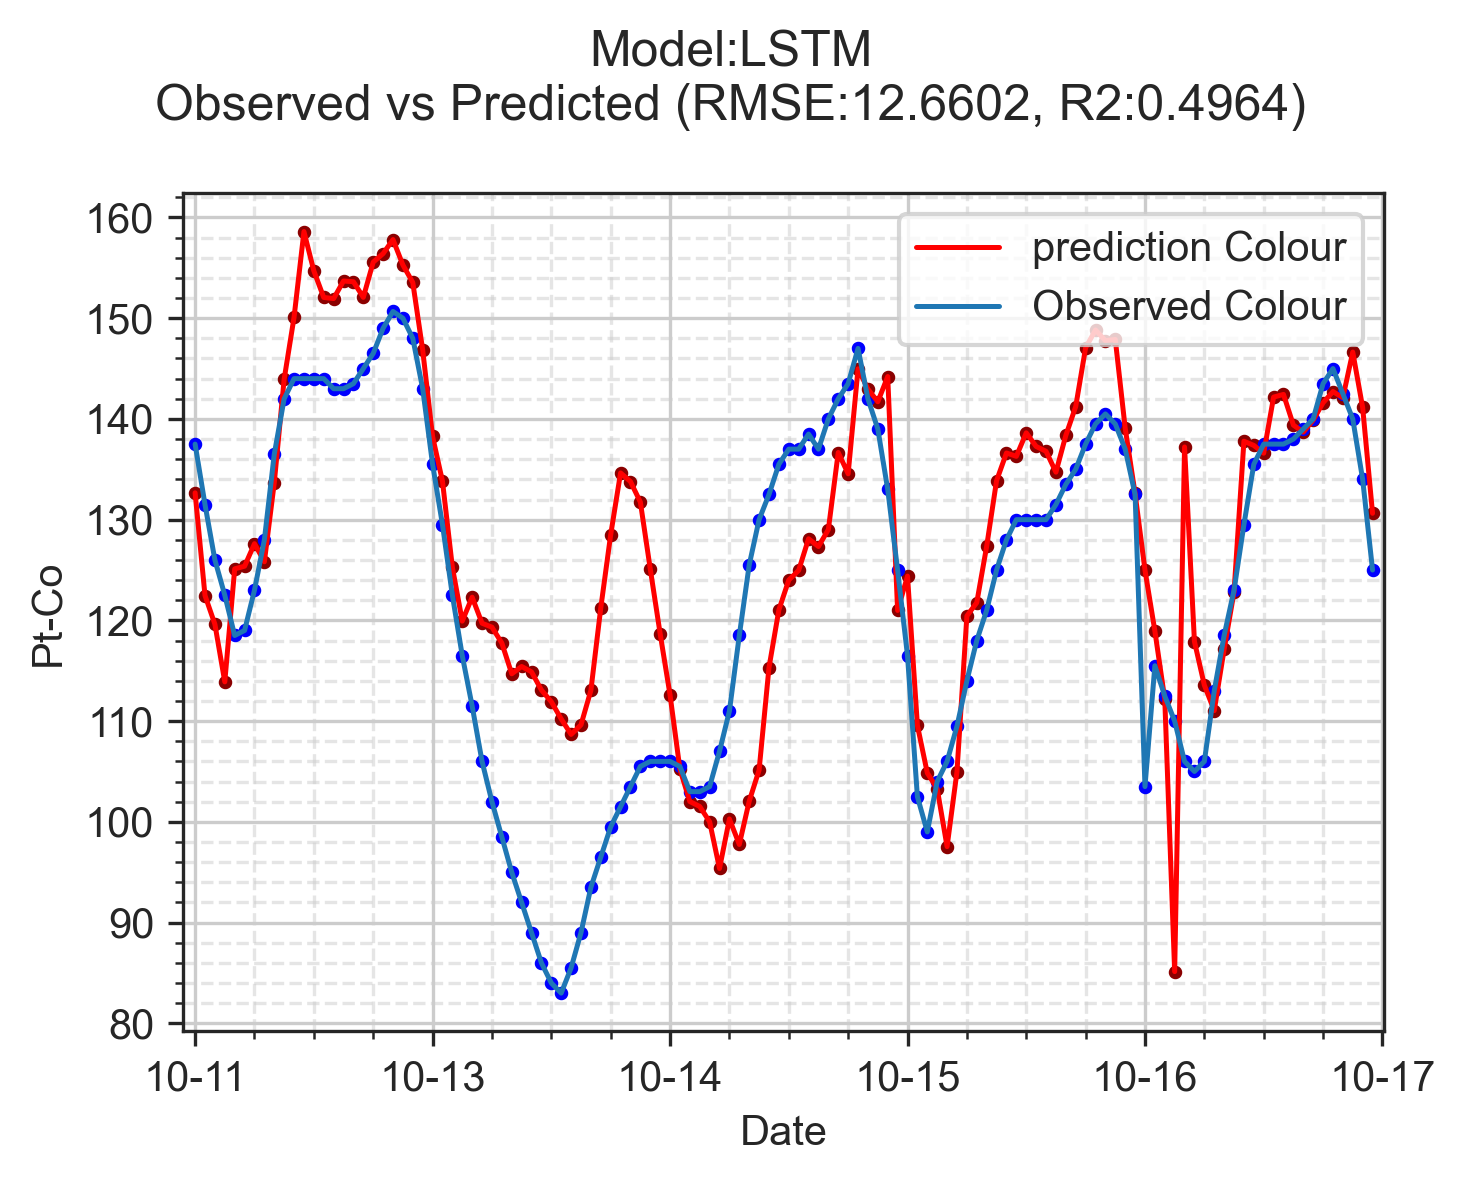 Model:LSTM
Observed vs Predicted (RMSE:12.6602, R2:0.4964)
160
150
140
130
120
110
100
90
80
Pt-Co
prediction Colour
Observed Colour
10-11 10-13 10-14 10-15 10-16 10-17
Date